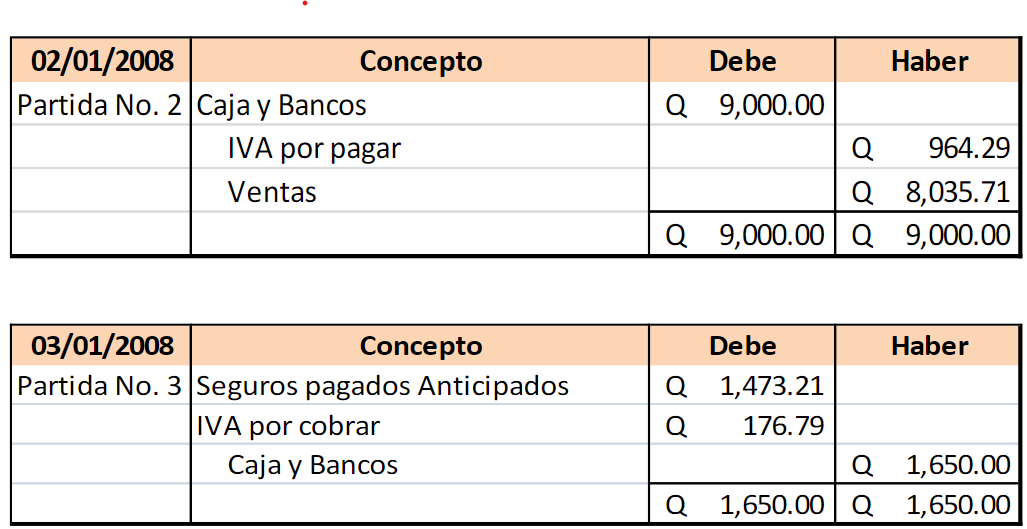 02/01/2008 Concepto Debe Haber
Partida No. 2 Caja y Bancos Q 9,000.00
IVA por pagar Q 964.29
Ventas Q 8,035.71
Q 9,000.00 Q 9,000.00
03/01/2008 Concepto Debe Haber
Partida No. 3 Seguros pagados Anticipados Q 1,473.21
IVA por cobrar Q 176.79
Caja y Bancos Q 1,650.00
Q 1,650.00 Q 1,650.00